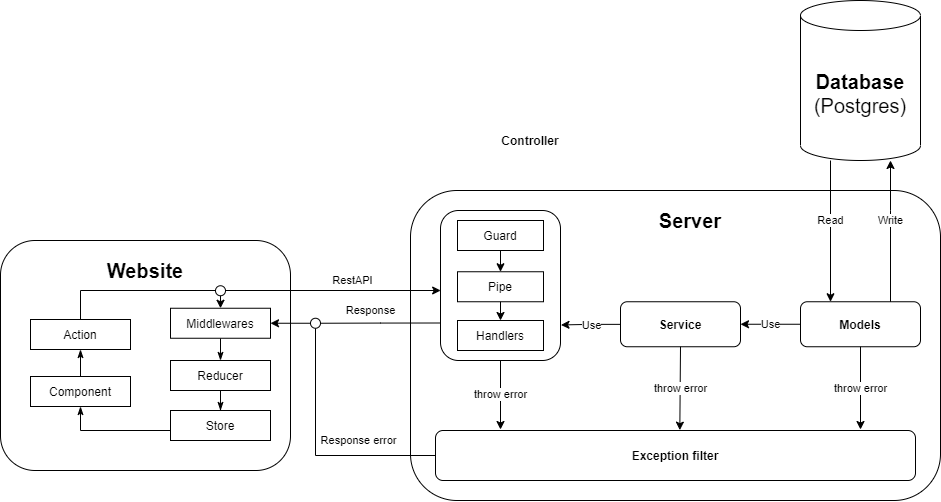 Database
(Postgres)
Controller
Server
Read
Write
Guard
Pipe
Handlers
Use
Service
Use
Models
Website
RestAPI
Response
Action
Middlewares
Component
Reducer
Store
throw error
throw error
throw error
Response error
Exception filter